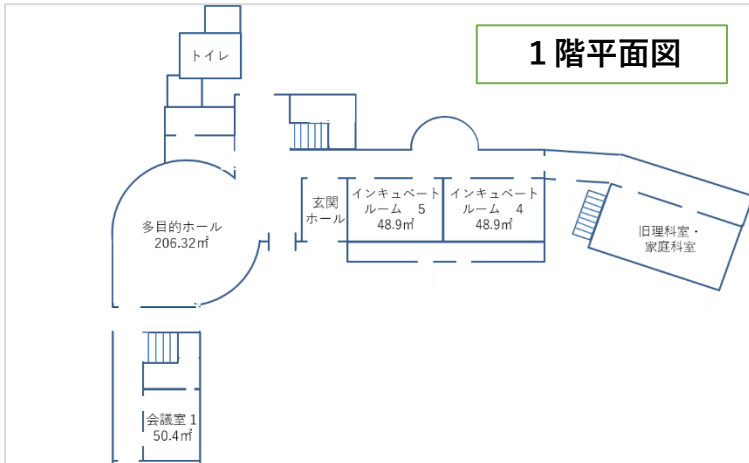 1階平面図
トイレ
多目的ホール
206.32㎡
玄関
ホール
インキュベート
ルーム 5
48.9㎡
インキュベート
ルーム 4
48.9㎡
旧理科室・
家庭科室
会議室1
50.4㎡